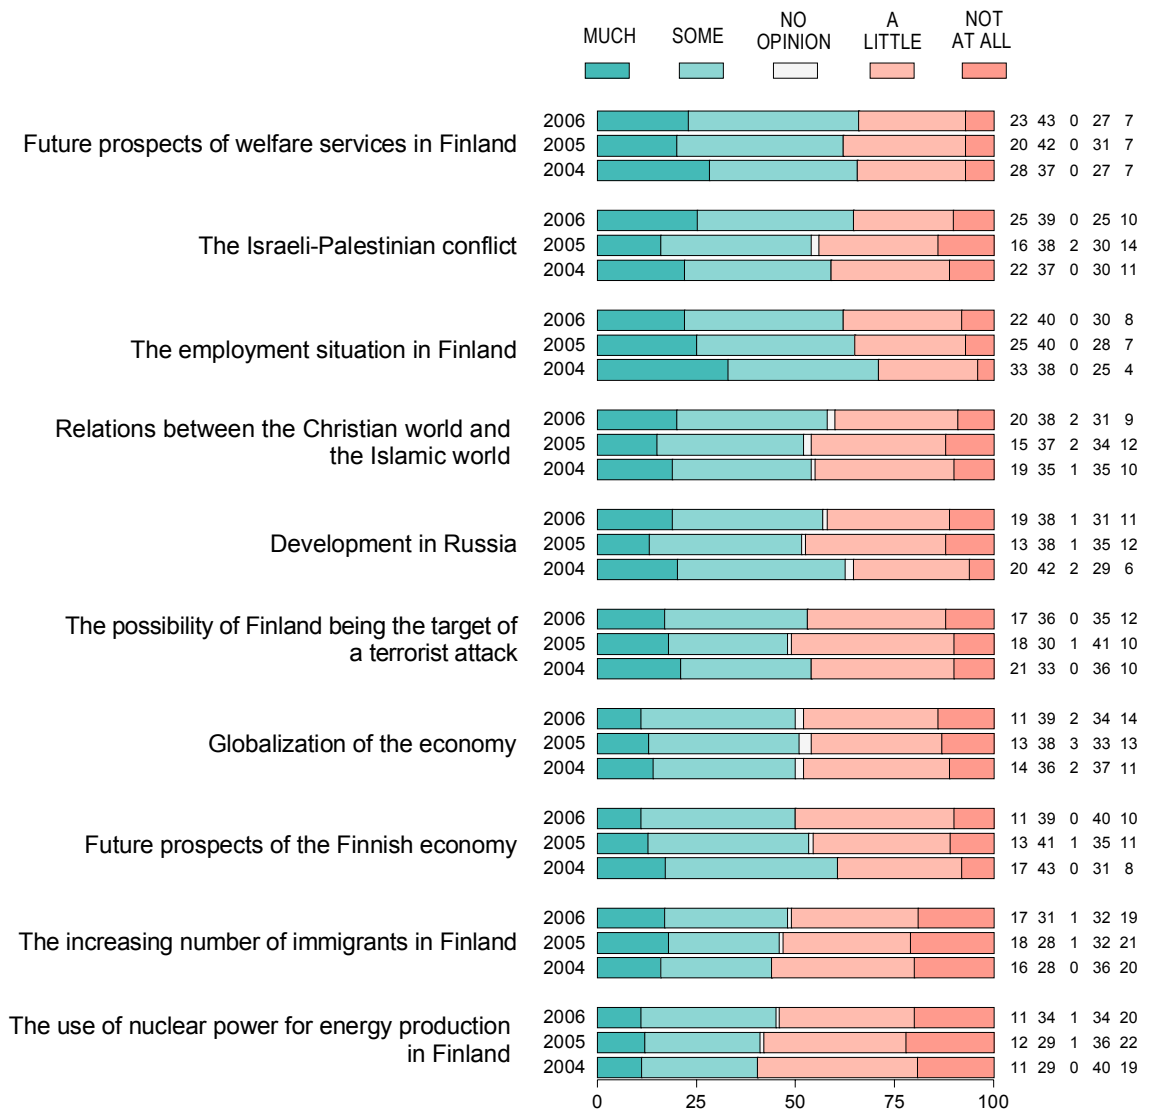 MUCH SOME NO OPINION A LITTLE NOT AT ALL
Future prospects of welfare services in Finland
2006 23 43 0 27 7
2005 20 42 0 31 7
2004 28 37 0 27 7
The Israeli-Palestinian conflict
2006 25 39 0 25 10
2005 16 38 2 30 14
2004 22 37 0 30 11
The employment situation in Finland
2006 22 40 0 30 8
2005 25 40 0 28 7
2004 33 38 0 25 4
Relations between the Christian world and
the Islamic world
2006 20 38 2 31 9
2005 15 37 2 34 12
2004 19 35 1 35 10
Development in Russia
2006 19 38 1 31 11
2005 13 38 1 35 12
2004 20 42 2 29 6
The possibility of Finland being the target of
a terrorist attack
2006 17 36 0 35 12
2005 18 30 1 41 10
2004 21 33 0 36 10
Globalization of the economy
2006 11 39 2 34 14
2005 13 38 3 33 13
2004 14 36 2 37 11
Future prospects of the Finnish economy
2006 11 39 0 40 10
2005 13 41 1 35 11
2004 17 43 0 31 8
The increasing number of immigrants in Finland
2006 17 31 1 32 19
2005 18 28 1 32 21
2004 16 28 0 36 20
The use of nuclear power for energy production
in Finland
2006 11 34 1 34 20
2005 12 29 1 36 22
2004 11 29 0 40 19
0 25 50 75 100